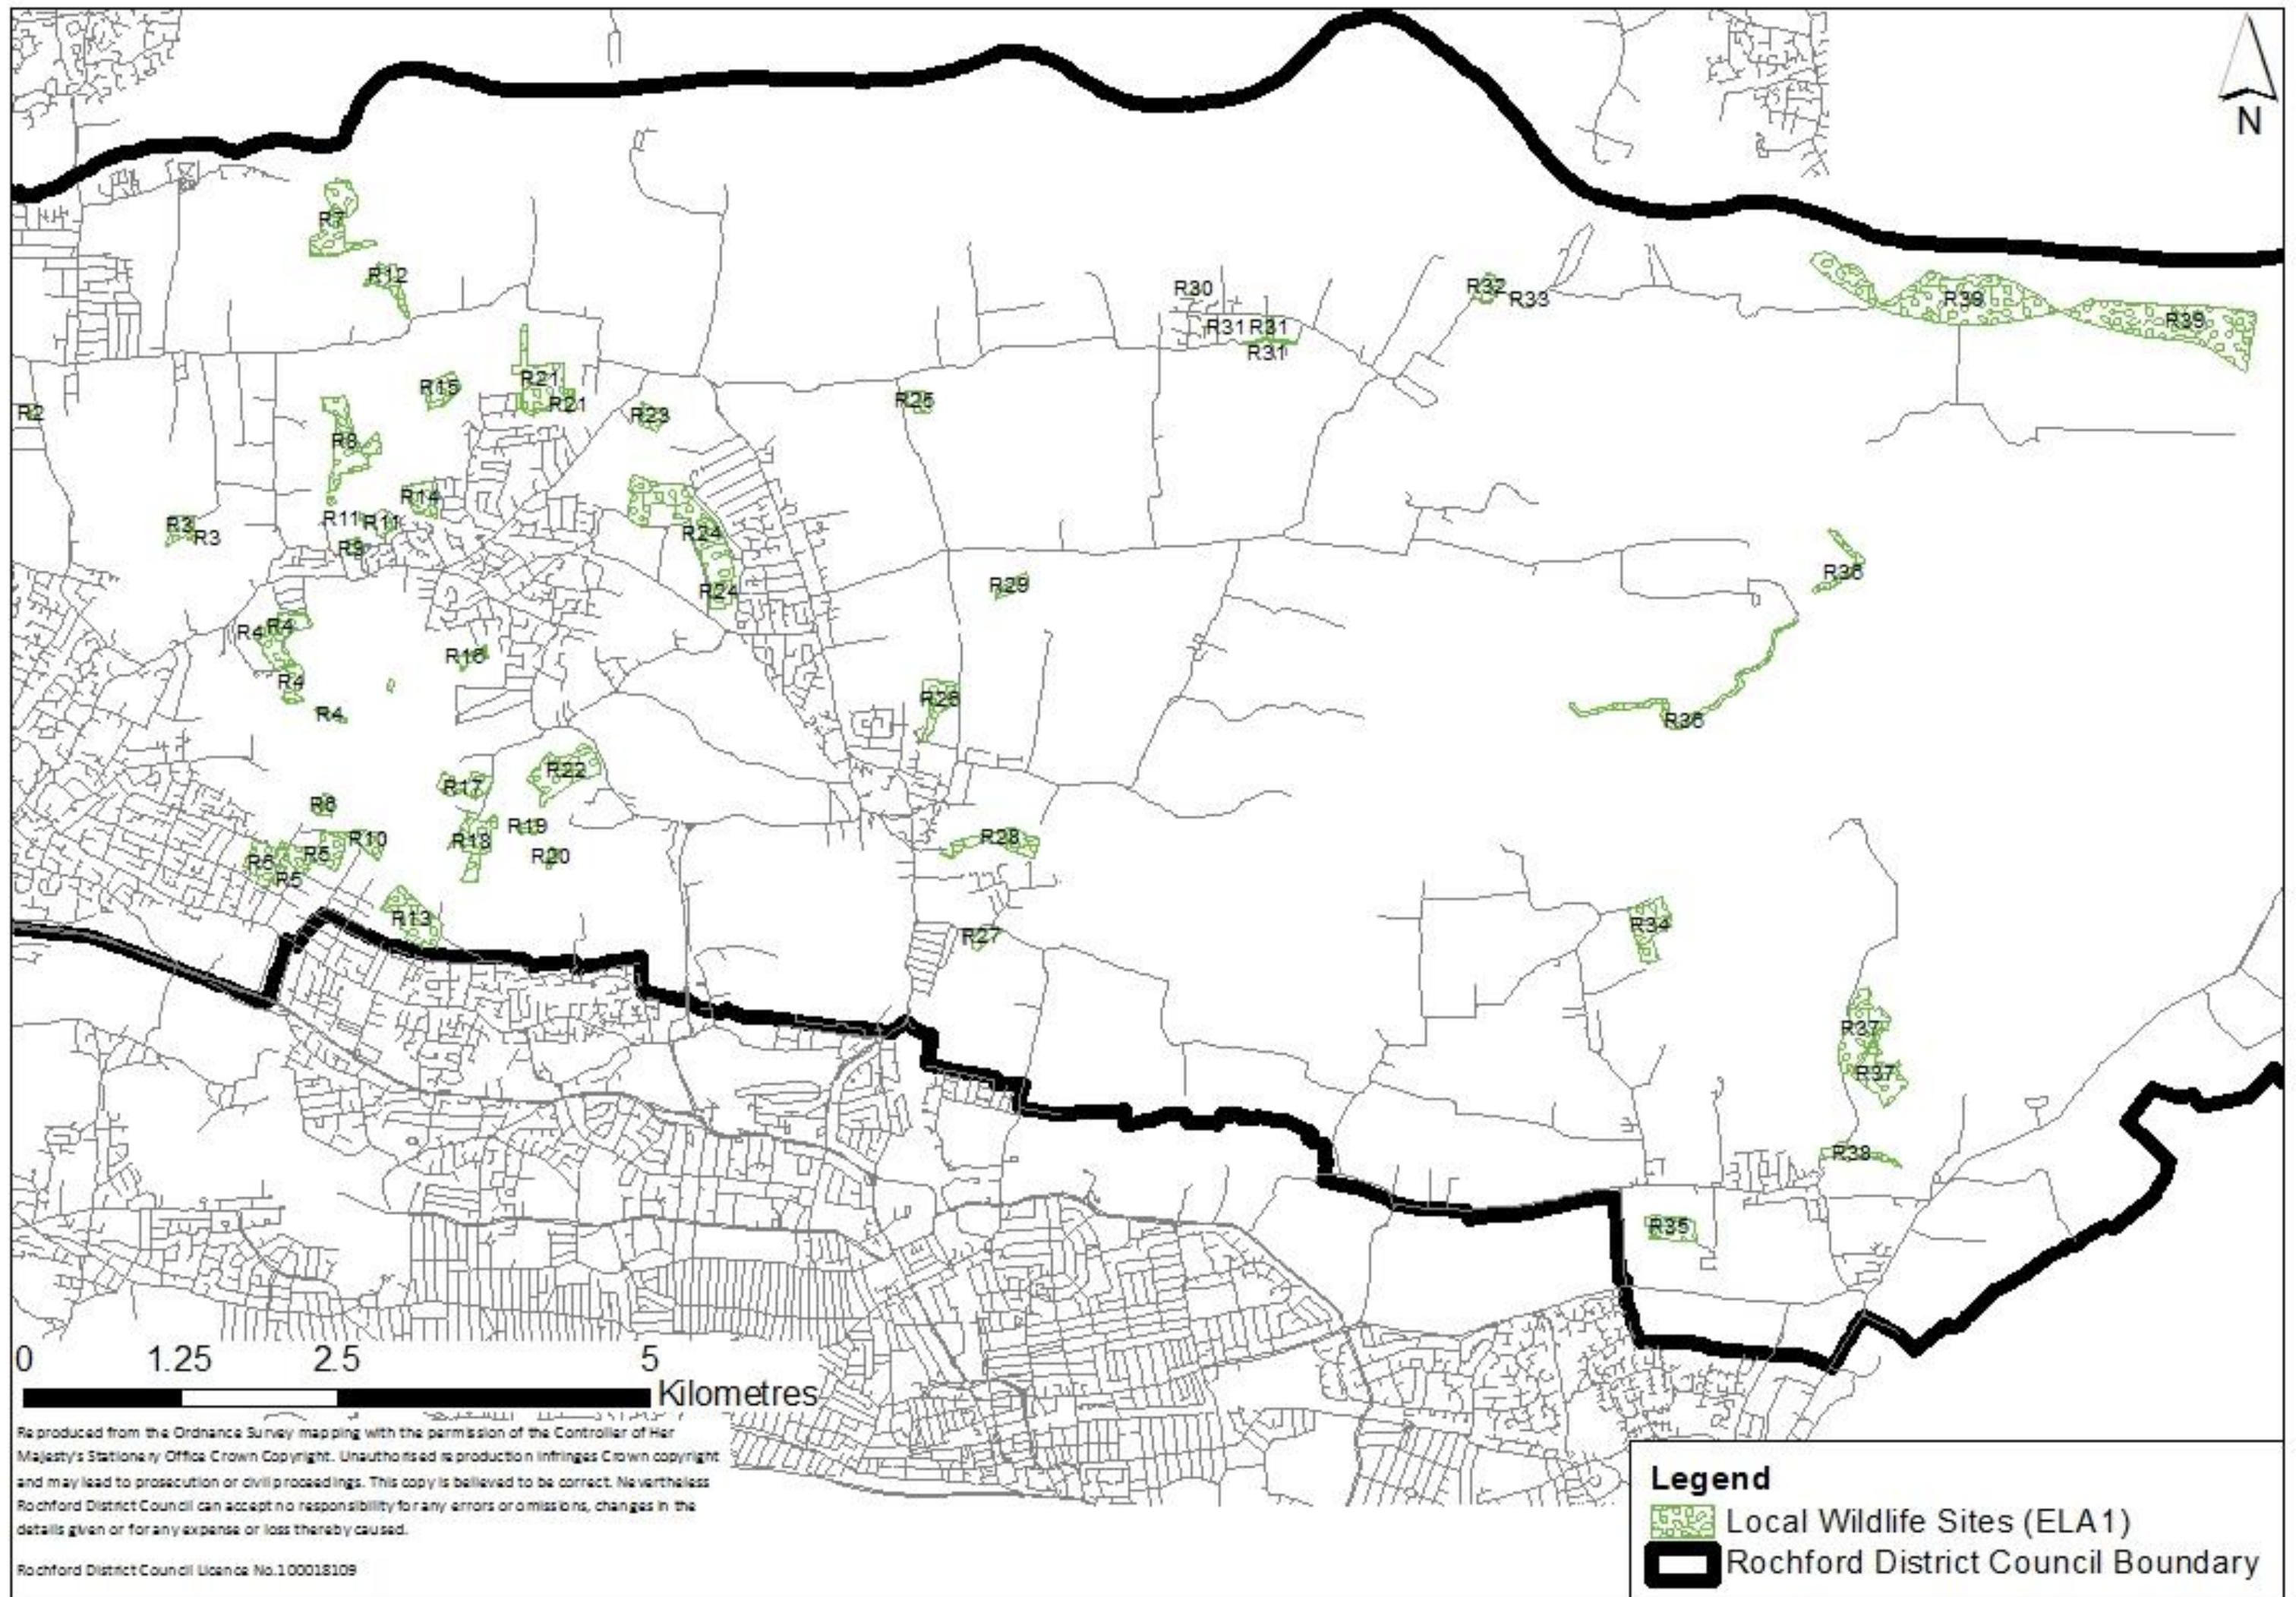 N
R7
R12
R30
R32
R33
R39
R39
R31
R31
R31
R15
R21
R21
R2
R23
R25
R8
R14
R3
R3
R11
R11
R9
R24
R24
R29
R36
R36
R4
R4
R4
R4
R16
R26
R22
R17
R6
R19
R18
R20
R10
R5
R5
R28
R13
R27
R34
R37
R37
R38
R35
0 1.25 2.5 5
Kilometres
Reproduced from the Ordnance Survey mapping with the permission of the Controller of Her
Majesty's Stationery Office Crown Copyright. Unauthorised reproduction infringes Crown copyright
and may lead to prosecution or civil proceedings. This copy is believed to be correct. Nevertheless
Rochford District Council can accept no responsibility for any errors or omissions, changes in the
details given or for any expense or loss thereby caused.
Rochford District Council Licence No.100018109
Legend
Local Wildlife Sites (ELA1)
Rochford District Council Boundary